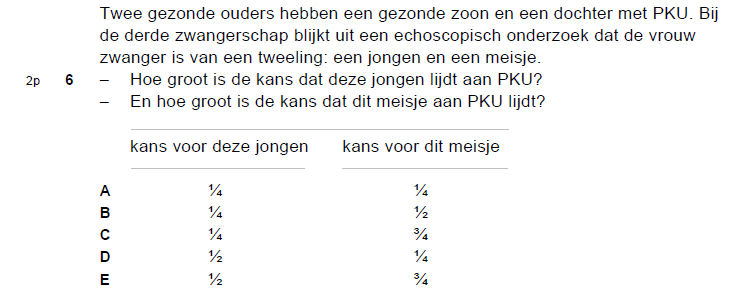 Twee gezonde ouders hebben een gezonde zoon en een dochter met PKU. Bij
de derde zwangerschap blijkt uit een echoscopisch onderzoek dat de vrouw
zwanger is van een tweeling: een jongen en een meisje.
2p 6 – Hoe groot is de kans dat deze jongen lijdt aan PKU?
– En hoe groot is de kans dat dit meisje aan PKU lijdt?
kans voor deze jongen kans voor dit meisje
A ¼ ¼
B ¼ ½
C ¼ ¾
D ½ ¼
E ½ ¾